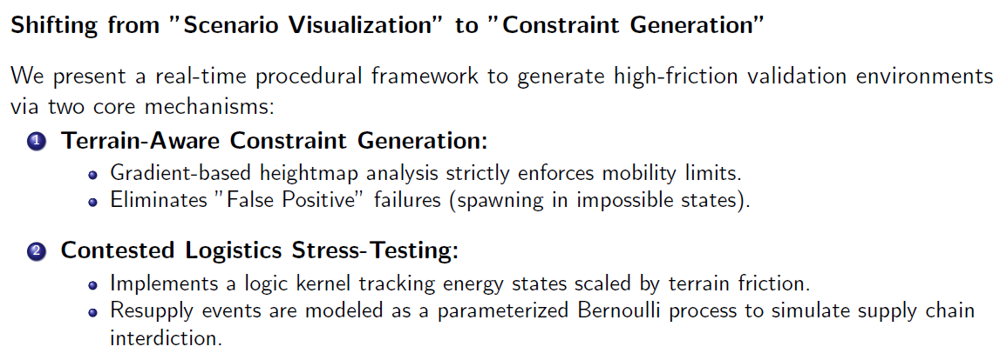 Shifting from ”Scenario Visualization” to ”Constraint Generation”
We present a real-time procedural framework to generate high-friction validation environments
via two core mechanisms:
1 Terrain-Aware Constraint Generation:
Gradient-based heightmap analysis strictly enforces mobility limits.
Eliminates ”False Positive” failures (spawning in impossible states).
2 Contested Logistics Stress-Testing:
Implements a logic kernel tracking energy states scaled by terrain friction.
Resupply events are modeled as a parameterized Bernoulli process to simulate supply chain
interdiction.